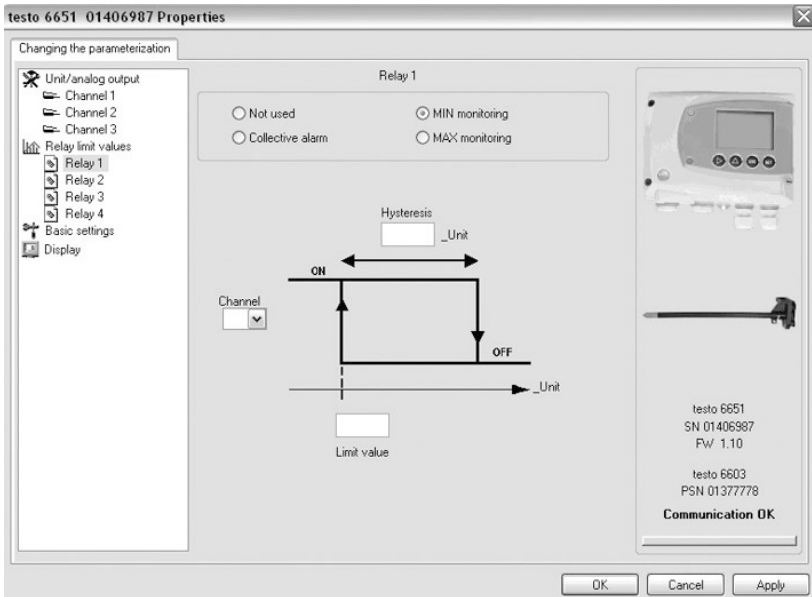 testo 6651 01406987 Properties
Changing the parameterization
Unit/analog output
Channel 1
Channel 2
Channel 3
Relay limit values
Relay 1
Relay 2
Relay 3
Relay 4
Basic settings
Display
Relay 1
Not used
MIN monitoring
Collective alarm
MAX monitoring
Hysteresis
_Unit
ON
Channel
OFF
_Unit
Limit value
testo 6651
SN 01406987
FW 1.10
testo 6603
PSN 01377778
Communication OK
OK
Cancel
Apply